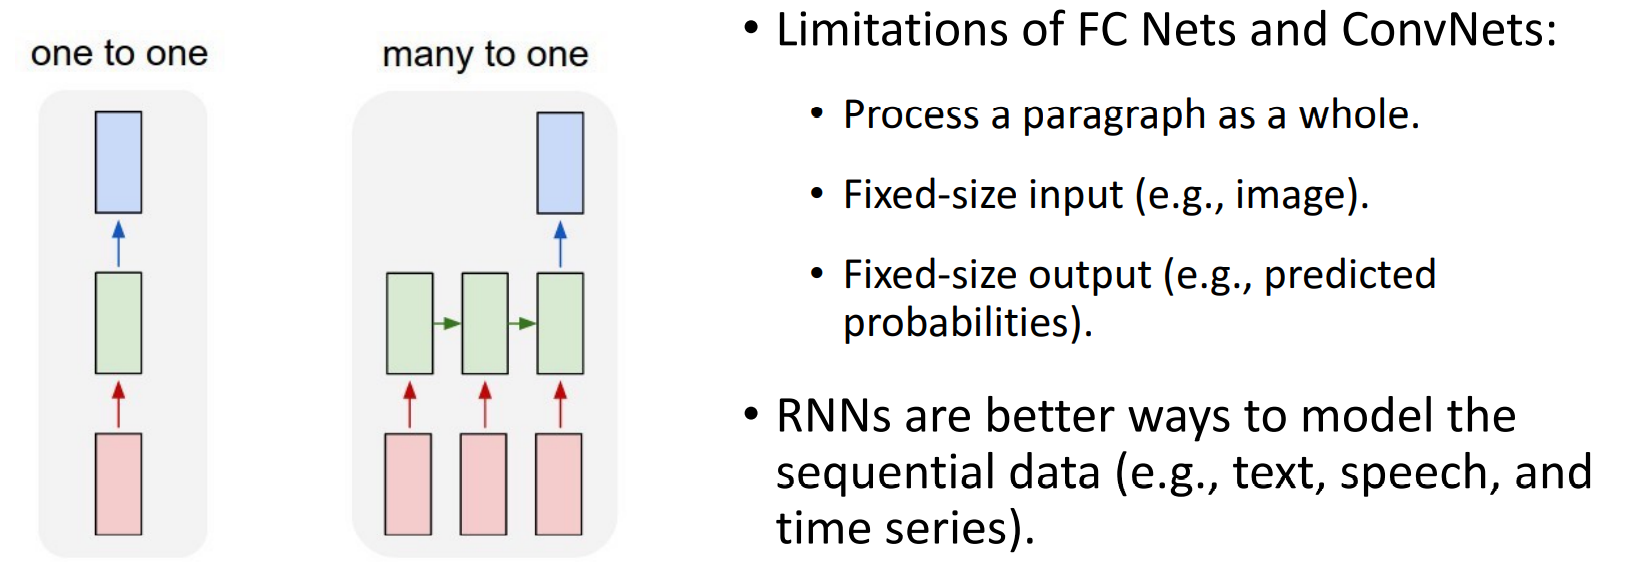 one to one
many to one
• Limitations of FC Nets and ConvNets:
• Process a paragraph as a whole.
• Fixed-size input (e.g., image).
• Fixed-size output (e.g., predicted
probabilities).
• RNNs are better ways to model the
sequential data (e.g., text, speech, and
time series).